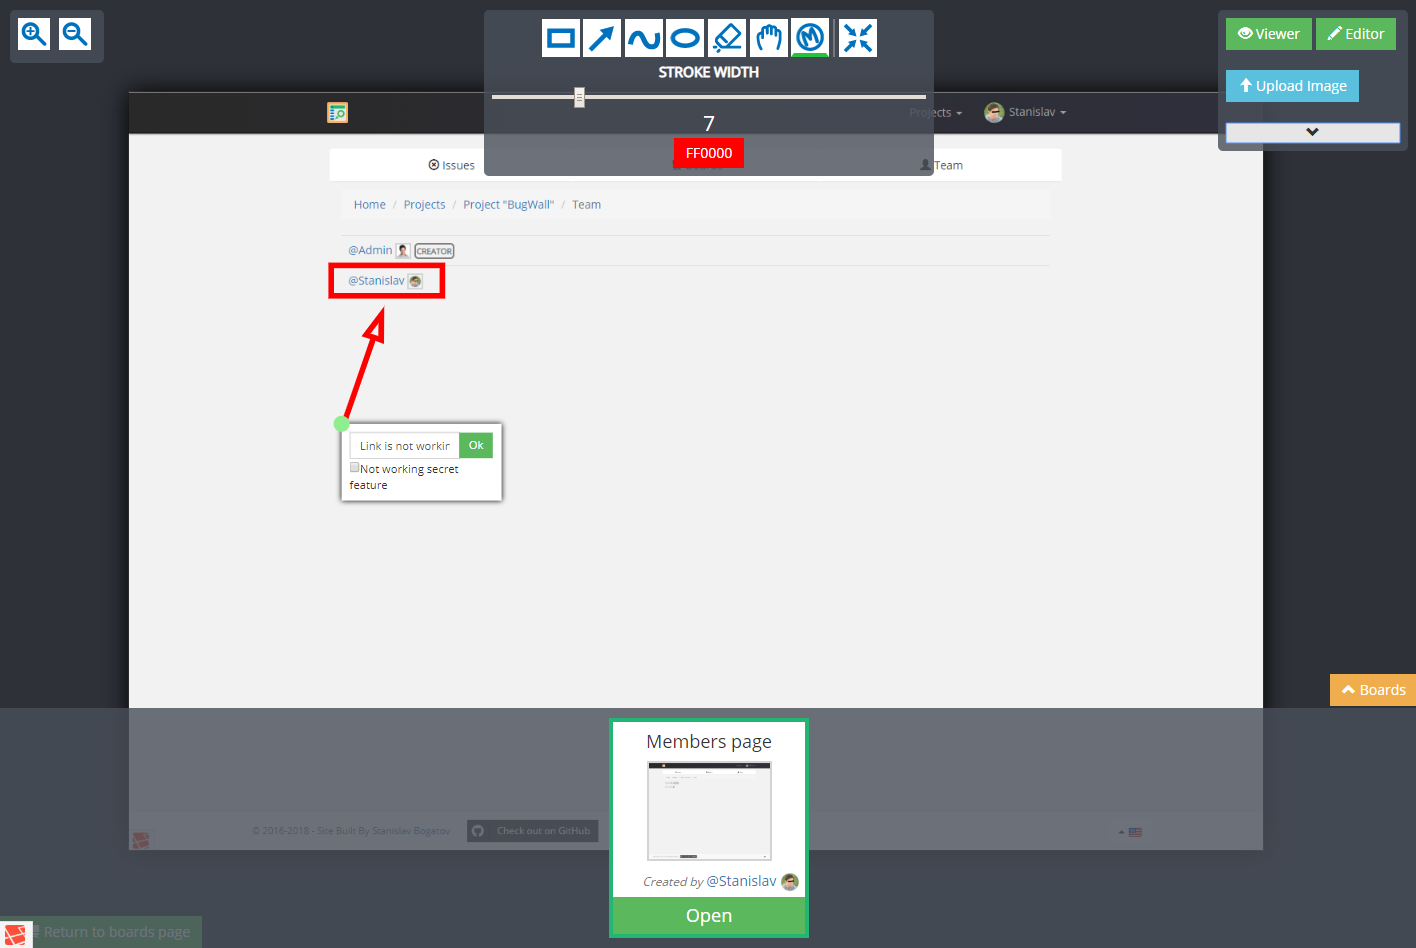 STROKE WIDTH
7
FF0000
Viewer
Editor
Upload Image
Projects
Stanislav
Issues
Team
Home / Projects / Project "BugWall" / Team
@Admin CREATOR
@Stanislav
Link is not workin
Ok
Not working secret
feature
Boards
Members page
Created by @Stanislav
Open
© 2016-2018 - Site Built By Stanislav Bogatov
Check out on GitHub
Return to boards page